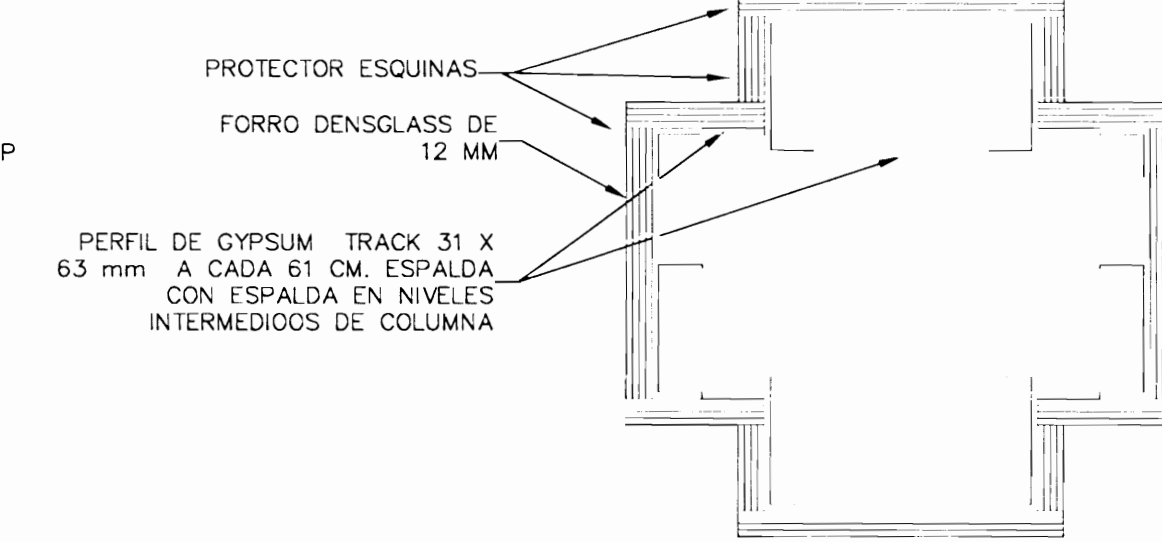 PROTECTOR ESQUINAS
FORRO DENSGLASS DE
12 MM
P
PERFIL DE GYPSUM TRACK 31 X
63 mm A CADA 61 CM. ESPALDA
CON ESPALDA EN NIVELES
INTERMEDIOOS DE COLUMNA